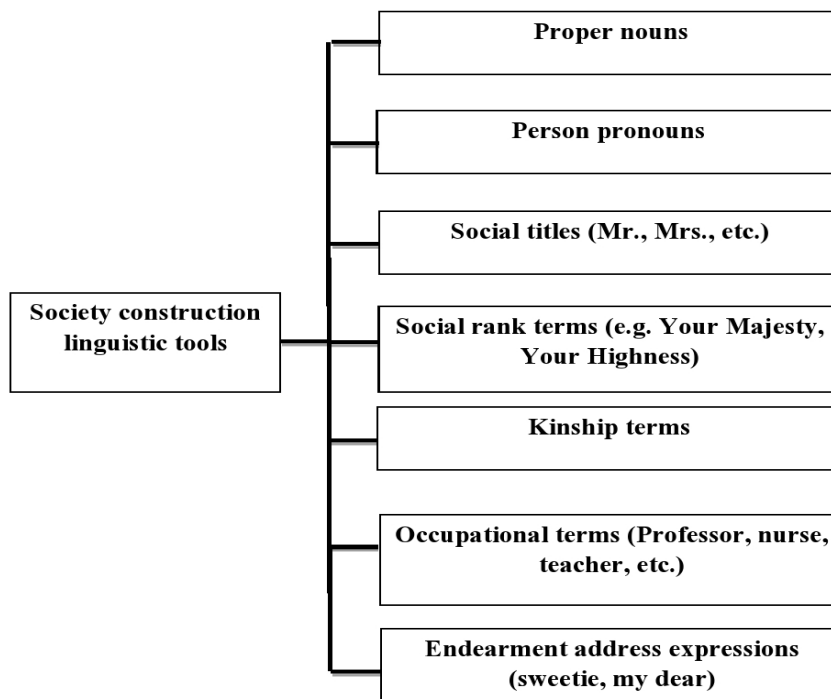 Proper nouns
Person pronouns
Social titles (Mr., Mrs., etc.)
Society construction
linguistic tools
Social rank terms (e.g. Your Majesty,
Your Highness)
Kinship terms
Occupational terms (Professor, nurse,
teacher, etc.)
Endearment address expressions
(sweetie, my dear)